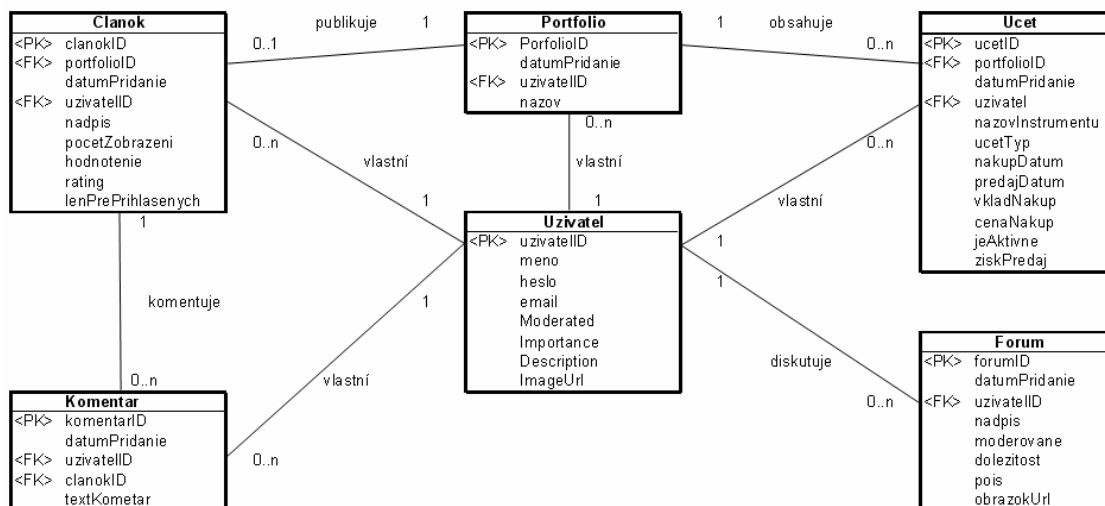 Clanok
<PK> clanokID
<FK> portfolioID
datumPridanie
<FK> uzivatelID
nadpis
pocetZobrazeni
hodnotenie
rating
lenPrePrihlasenych
publikuje
0..1
1
Portfolio
<PK> PorfolioID
datumPridanie
<FK> uzivatelID
nazov
1
obsahuje
0..n
Ucet
<PK> ucetID
<FK> portfolioID
datumPridanie
<FK> uzivatel
nazovInstrumentu
ucetTyp
nakupDatum
predajDatum
vkladNakup
cenaNakup
jeAktivne
ziskPredaj
0..n
vlastní
1
0..n
vlastní
1
0..n
vlastní
1
Uzivatel
<PK> uzivatelID
meno
heslo
email
Moderated
Importance
Description
ImageUrl
1
komentuje
0..n
1
vlastní
0..n
1
diskutuje
0..n
Komentar
<PK> komentarID
datumPridanie
<FK> uzivatelID
<FK> clanokID
textKometar
Forum
<PK> forumID
datumPridanie
<FK> uzivatelID
nadpis
moderovane
dolezitost
pois
obrazokUrl